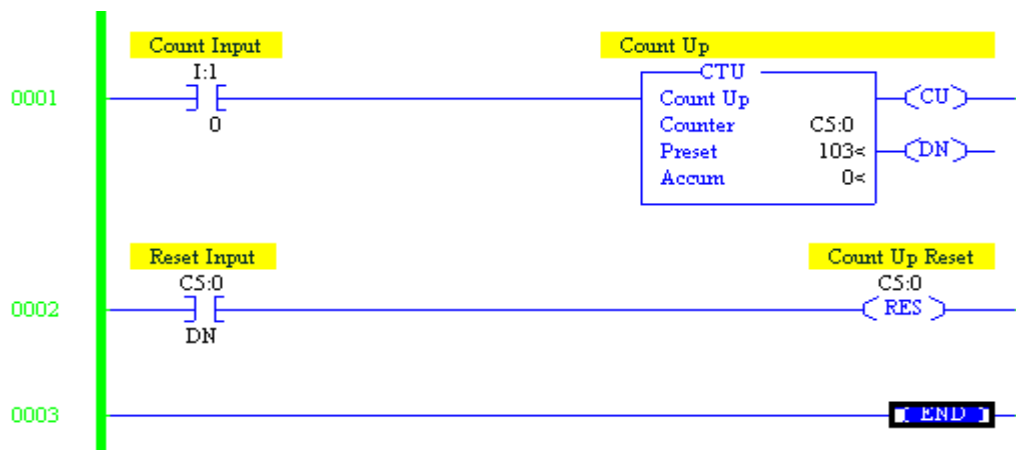 Count Input
Count Up
I:1
CTU
0001
Count Up
CU
0
Counter C5:0
Preset 103<
DN
Accum 0<
Reset Input
Count Up Reset
C5:0
C5:0
0002
RES
DN
0003
END